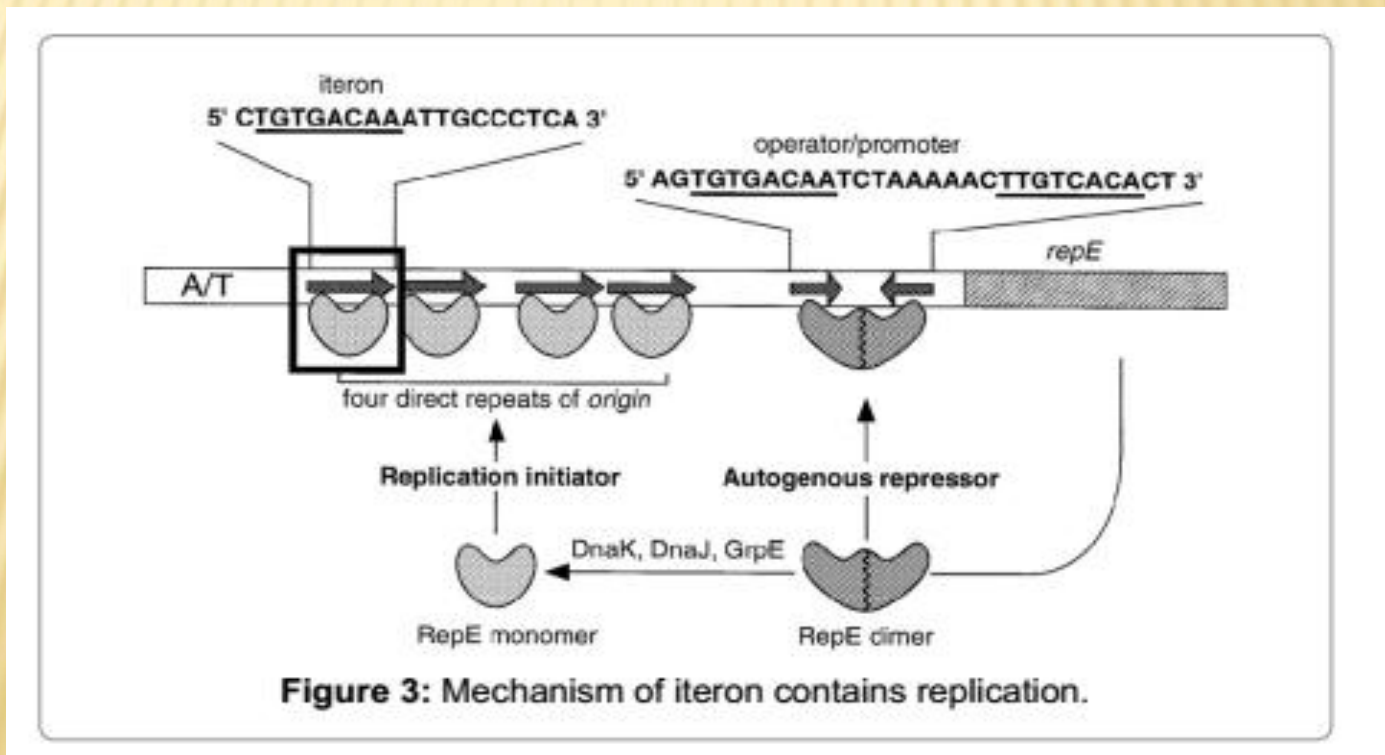 iteron
5' CTGTGACAAATTGCCCTCA 3'
operator/promoter
5' AGTGTGACAATCTAAAAACTTGTCACACT 3'
repE
A/T
four direct repeats of origin
Replication initiator
Autogenous repressor
DnaK, DnaJ, GrpE
RepE monomer
RepE dimer
Figure 3: Mechanism of iteron contains replication.